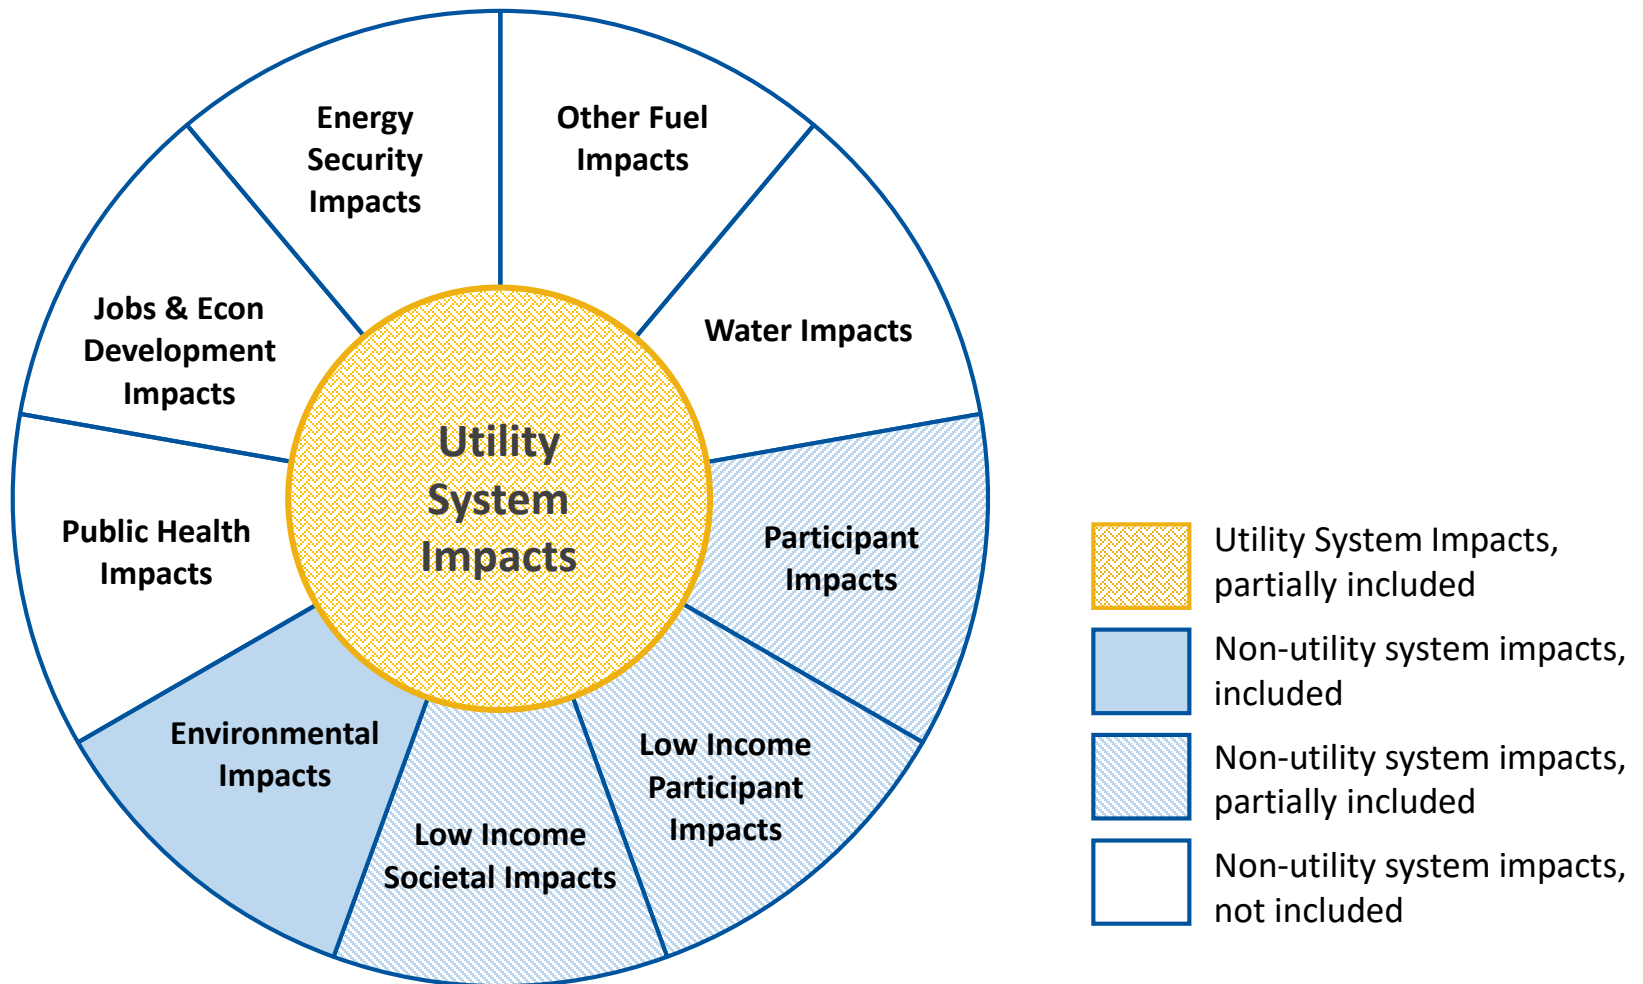 Energy
Security
Impacts
Other Fuel
Impacts
Water Impacts
Jobs & Econ
Development
Impacts
Utility
System
Impacts
Public Health
Impacts
Participant
Impacts
Environmental
Impacts
Low Income
Participant
Impacts
Low Income
Societal Impacts
Utility System Impacts,
partially included
Non-utility system impacts,
included
Non-utility system impacts,
partially included
Non-utility system impacts,
not included